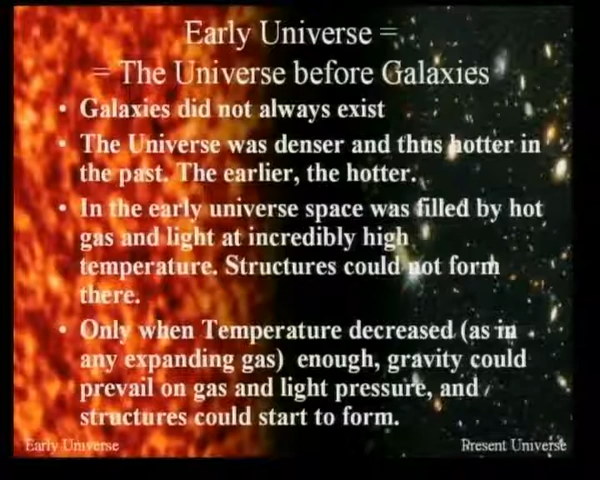 Early Universe =
= The Universe before Galaxies
• Galaxies did not always exist
• The Universe was denser and thus hotter in
the past. The earlier, the hotter.
• In the early universe space was filled by hot
gas and light at incredibly high
temperature. Structures could not form
there.
• Only when Temperature decreased (as in
any expanding gas) enough, gravity could
prevail on gas and light pressure, and
structures could start to form.
Early Universe
Present Universe